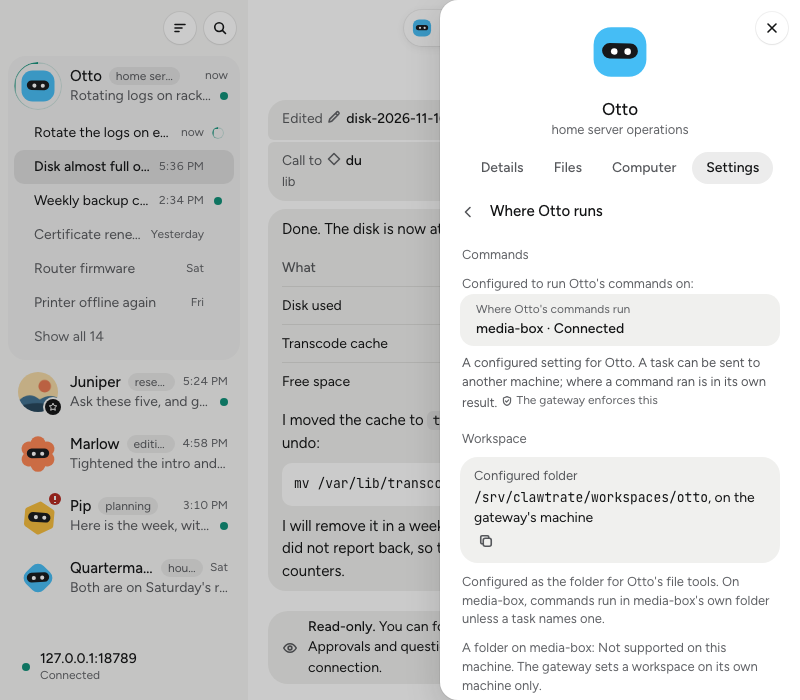 Otto home ser... now
Rotating logs on rack...
Rotate the logs on e... now
Disk almost full o... 5:36 PM
Weekly backup c... 2:34 PM
Certificate rene... Yesterday
Router firmware Sat
Printer offline again Fri
Show all 14
Juniper rese... 5:24 PM
Ask these five, and g...
Marlow editi... 4:58 PM
Tightened the intro and...
Pip planning 3:10 PM
Here is the week, wit...
Quarterma... hou... Sat
Both are on Saturday's r...
127.0.0.1:18789
Connected
Edited disk-2026-11-1
Call to du
lib
Done. The disk is now at
What
Disk used
Transcode cache
Free space
I moved the cache to
undo:
mv /var/lib/transco
I will remove it in a week
did not report back, so t
counters.
Read-only. You can fo
Approvals and questi
connection.
Otto
home server operations
Details Files Computer Settings
Where Otto runs
Commands
Configured to run Otto's commands on:
Where Otto's commands run
media-box · Connected
A configured setting for Otto. A task can be sent to
another machine; where a command ran is in its own
result. The gateway enforces this
Workspace
Configured folder
/srv/clawtrate/workspaces/otto, on the
gateway's machine
Configured as the folder for Otto's file tools. On
media-box, commands run in media-box's own folder
unless a task names one.
A folder on media-box: Not supported on this
machine. The gateway sets a workspace on its own
machine only.